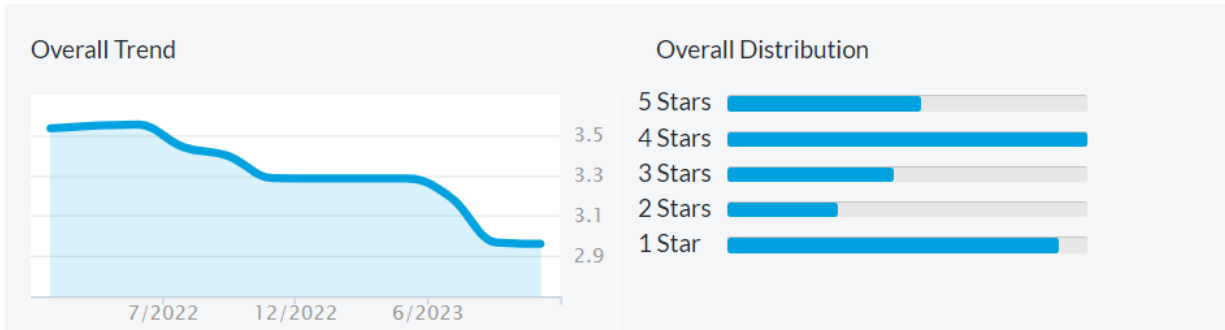 Overall Trend
3.5
3.3
3.1
2.9
7/2022 12/2022 6/2023
Overall Distribution
5 Stars
4 Stars
3 Stars
2 Stars
1 Star